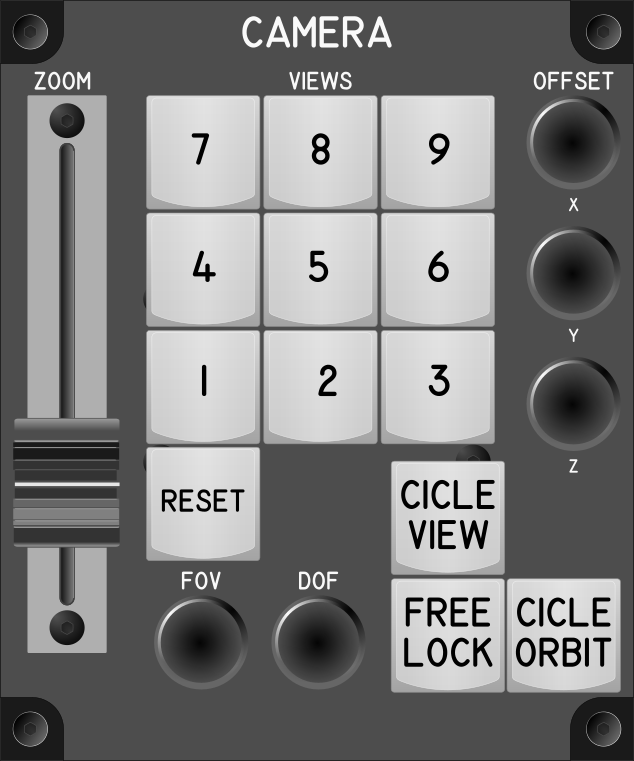 CAMERA
ZOOM VIEWS OFFSET
7 8 9
X
4 5 6
Y
1 2 3
Z
RESET
CICLE
VIEW
FOV DOF
FREE
LOCK
CICLE
ORBIT